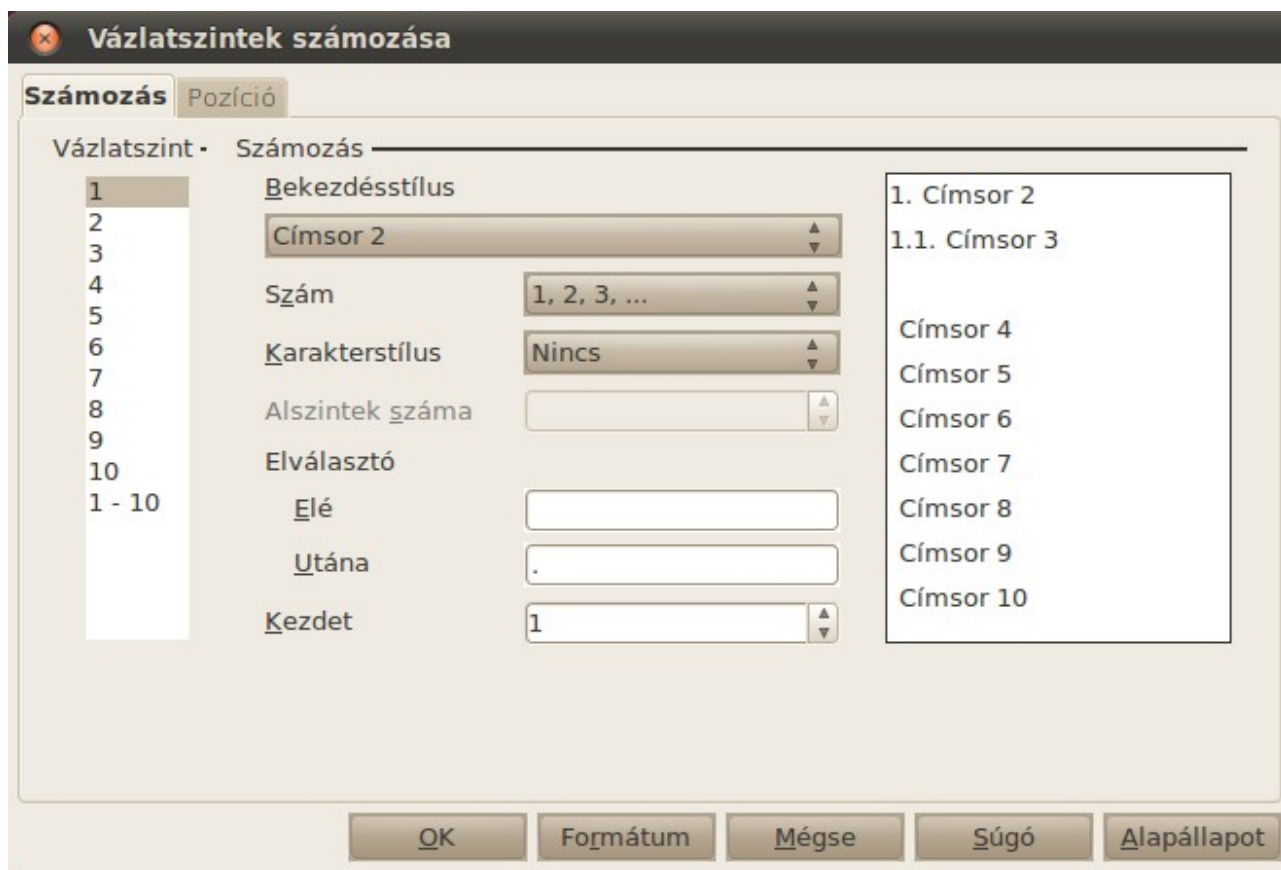 Vázlatszintek számozása
Számozás Pozíció
Vázlatszint
1
2
3
4
5
6
7
8
9
10
1 - 10
Számozás
Bekezdésstílus
Címsor 2
Szám 1, 2, 3, ...
Karakterstílus Nincs
Alszintek száma
Elválasztó
Elé
Utána .
Kezdet 1
1. Címsor 2
1.1. Címsor 3
Címsor 4
Címsor 5
Címsor 6
Címsor 7
Címsor 8
Címsor 9
Címsor 10
OK Formátum Mégse Súgó Alapállapot